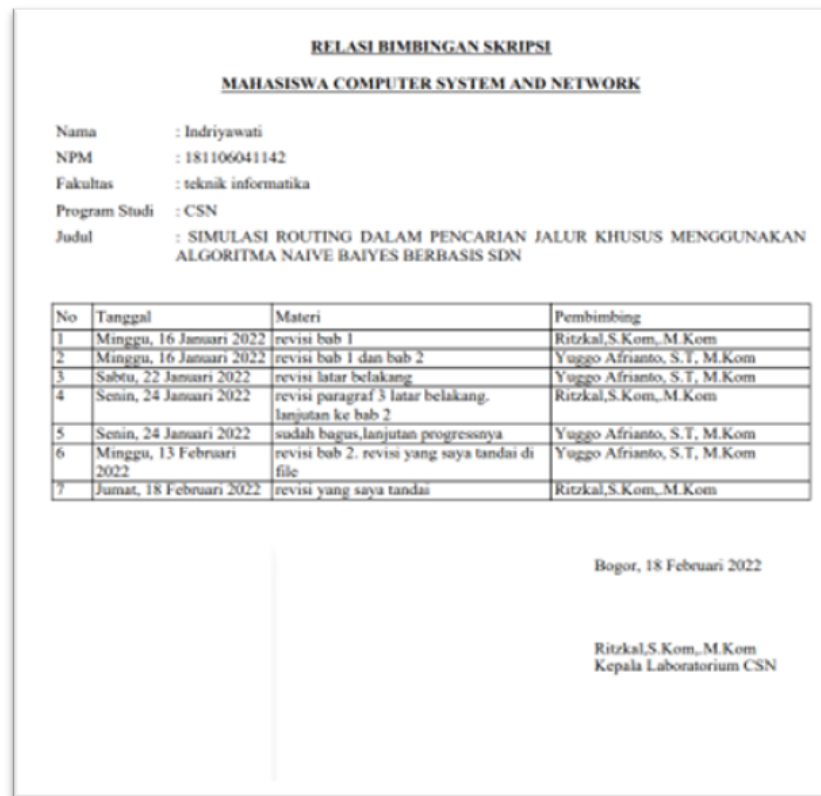 RELASI BIMBINGAN SKRIPSI
MAHASISWA COMPUTER SYSTEM AND NETWORK
Nama : Indriyawati
NPM : 181106041142
Fakultas : teknik informatika
Program Studi : CSN
Judul : SIMULASI ROUTING DALAM PENCARIAN JALUR KHUSUS MENGGUNAKAN
ALGORITMA NAIVE BAIYES BERBASIS SDN
No Tanggal Materi Pembimbing
1 Minggu, 16 Januari 2022 revisi bab 1 Ritzkal,S.Kom,.M.Kom
2 Minggu, 16 Januari 2022 revisi bab 1 dan bab 2 Yuggo Afrianto, S.T, M.Kom
3 Sabtu, 22 Januari 2022 revisi latar belakang Yuggo Afrianto, S.T, M.Kom
4 Senin, 24 Januari 2022 revisi paragraf 3 latar belakang. Ritzkal,S.Kom,.M.Kom
lanjutan ke bab 2
5 Senin, 24 Januari 2022 sudah bagus,lanjutan progressnya Yuggo Afrianto, S.T, M.Kom
6 Minggu, 13 Februari revisi bab 2. revisi yang saya tandai di Yuggo Afrianto, S.T, M.Kom
2022 file
7 Jumat, 18 Februari 2022 revisi yang saya tandai Ritzkal,S.Kom,.M.Kom
Bogor, 18 Februari 2022
Ritzkal,S.Kom,.M.Kom
Kepala Laboratorium CSN